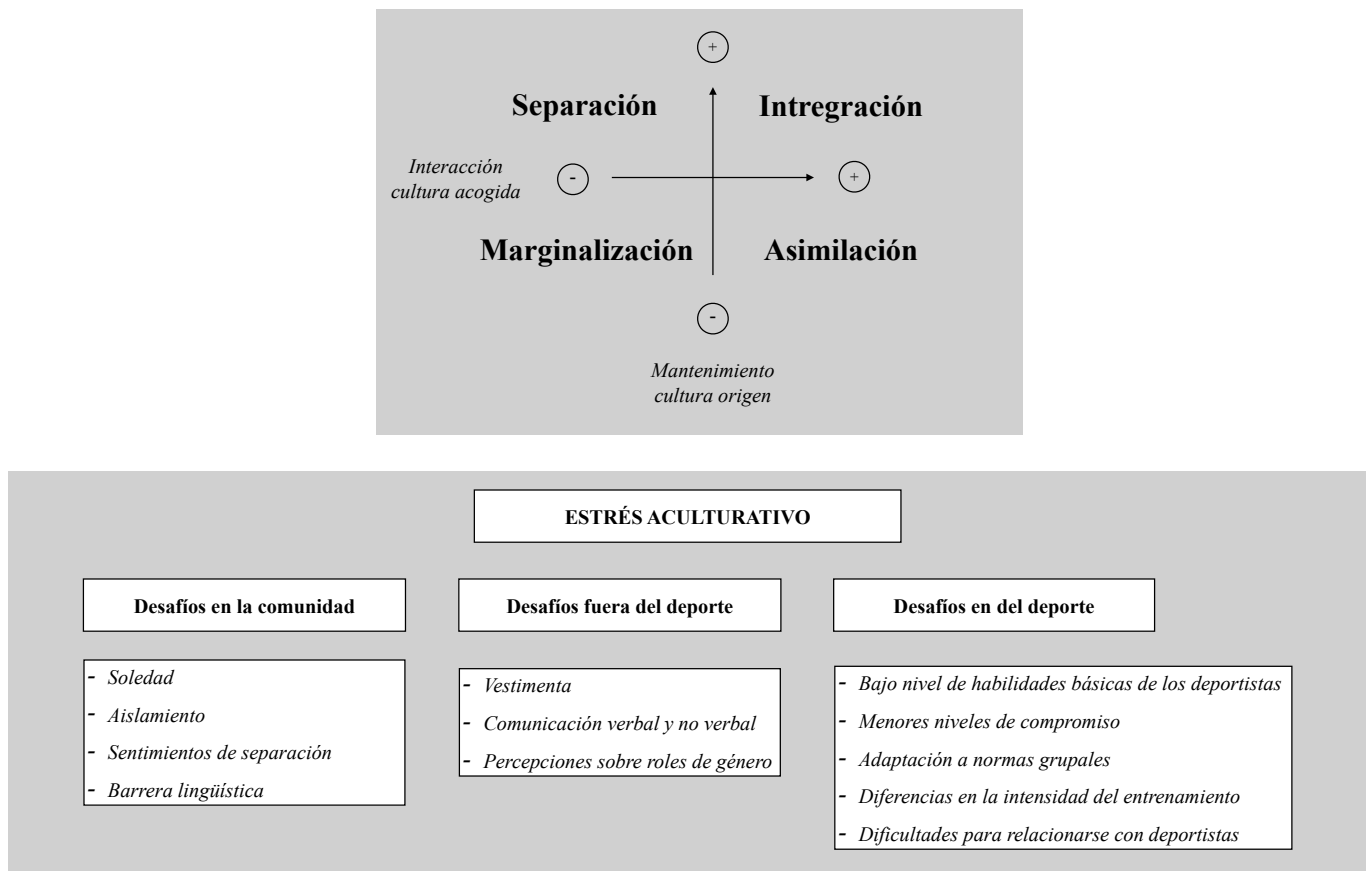 +
Separación
Intregración
Interacción
cultura acogida
-
+
Marginalización
Asimilación
-
Mantenimiento
cultura origen
ESTRÉS ACULTURATIVO
Desafíos en la comunidad
- Soledad
- Aislamiento
- Sentimientos de separación
- Barrera lingüística
Desafíos fuera del deporte
- Vestimenta
- Comunicación verbal y no verbal
- Percepciones sobre roles de género
Desafíos en del deporte
- Bajo nivel de habilidades básicas de los deportistas
- Menores niveles de compromiso
- Adaptación a normas grupales
- Diferencias en la intensidad del entrenamiento
- Dificultades para relacionarse con deportistas